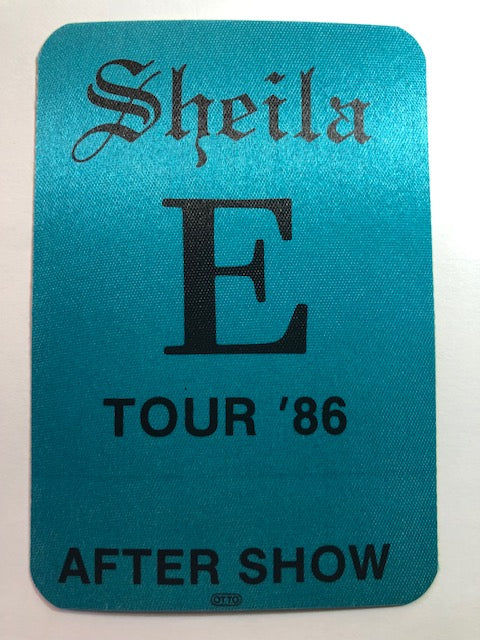 Sheila
E
TOUR '86
AFTER SHOW
OTTO